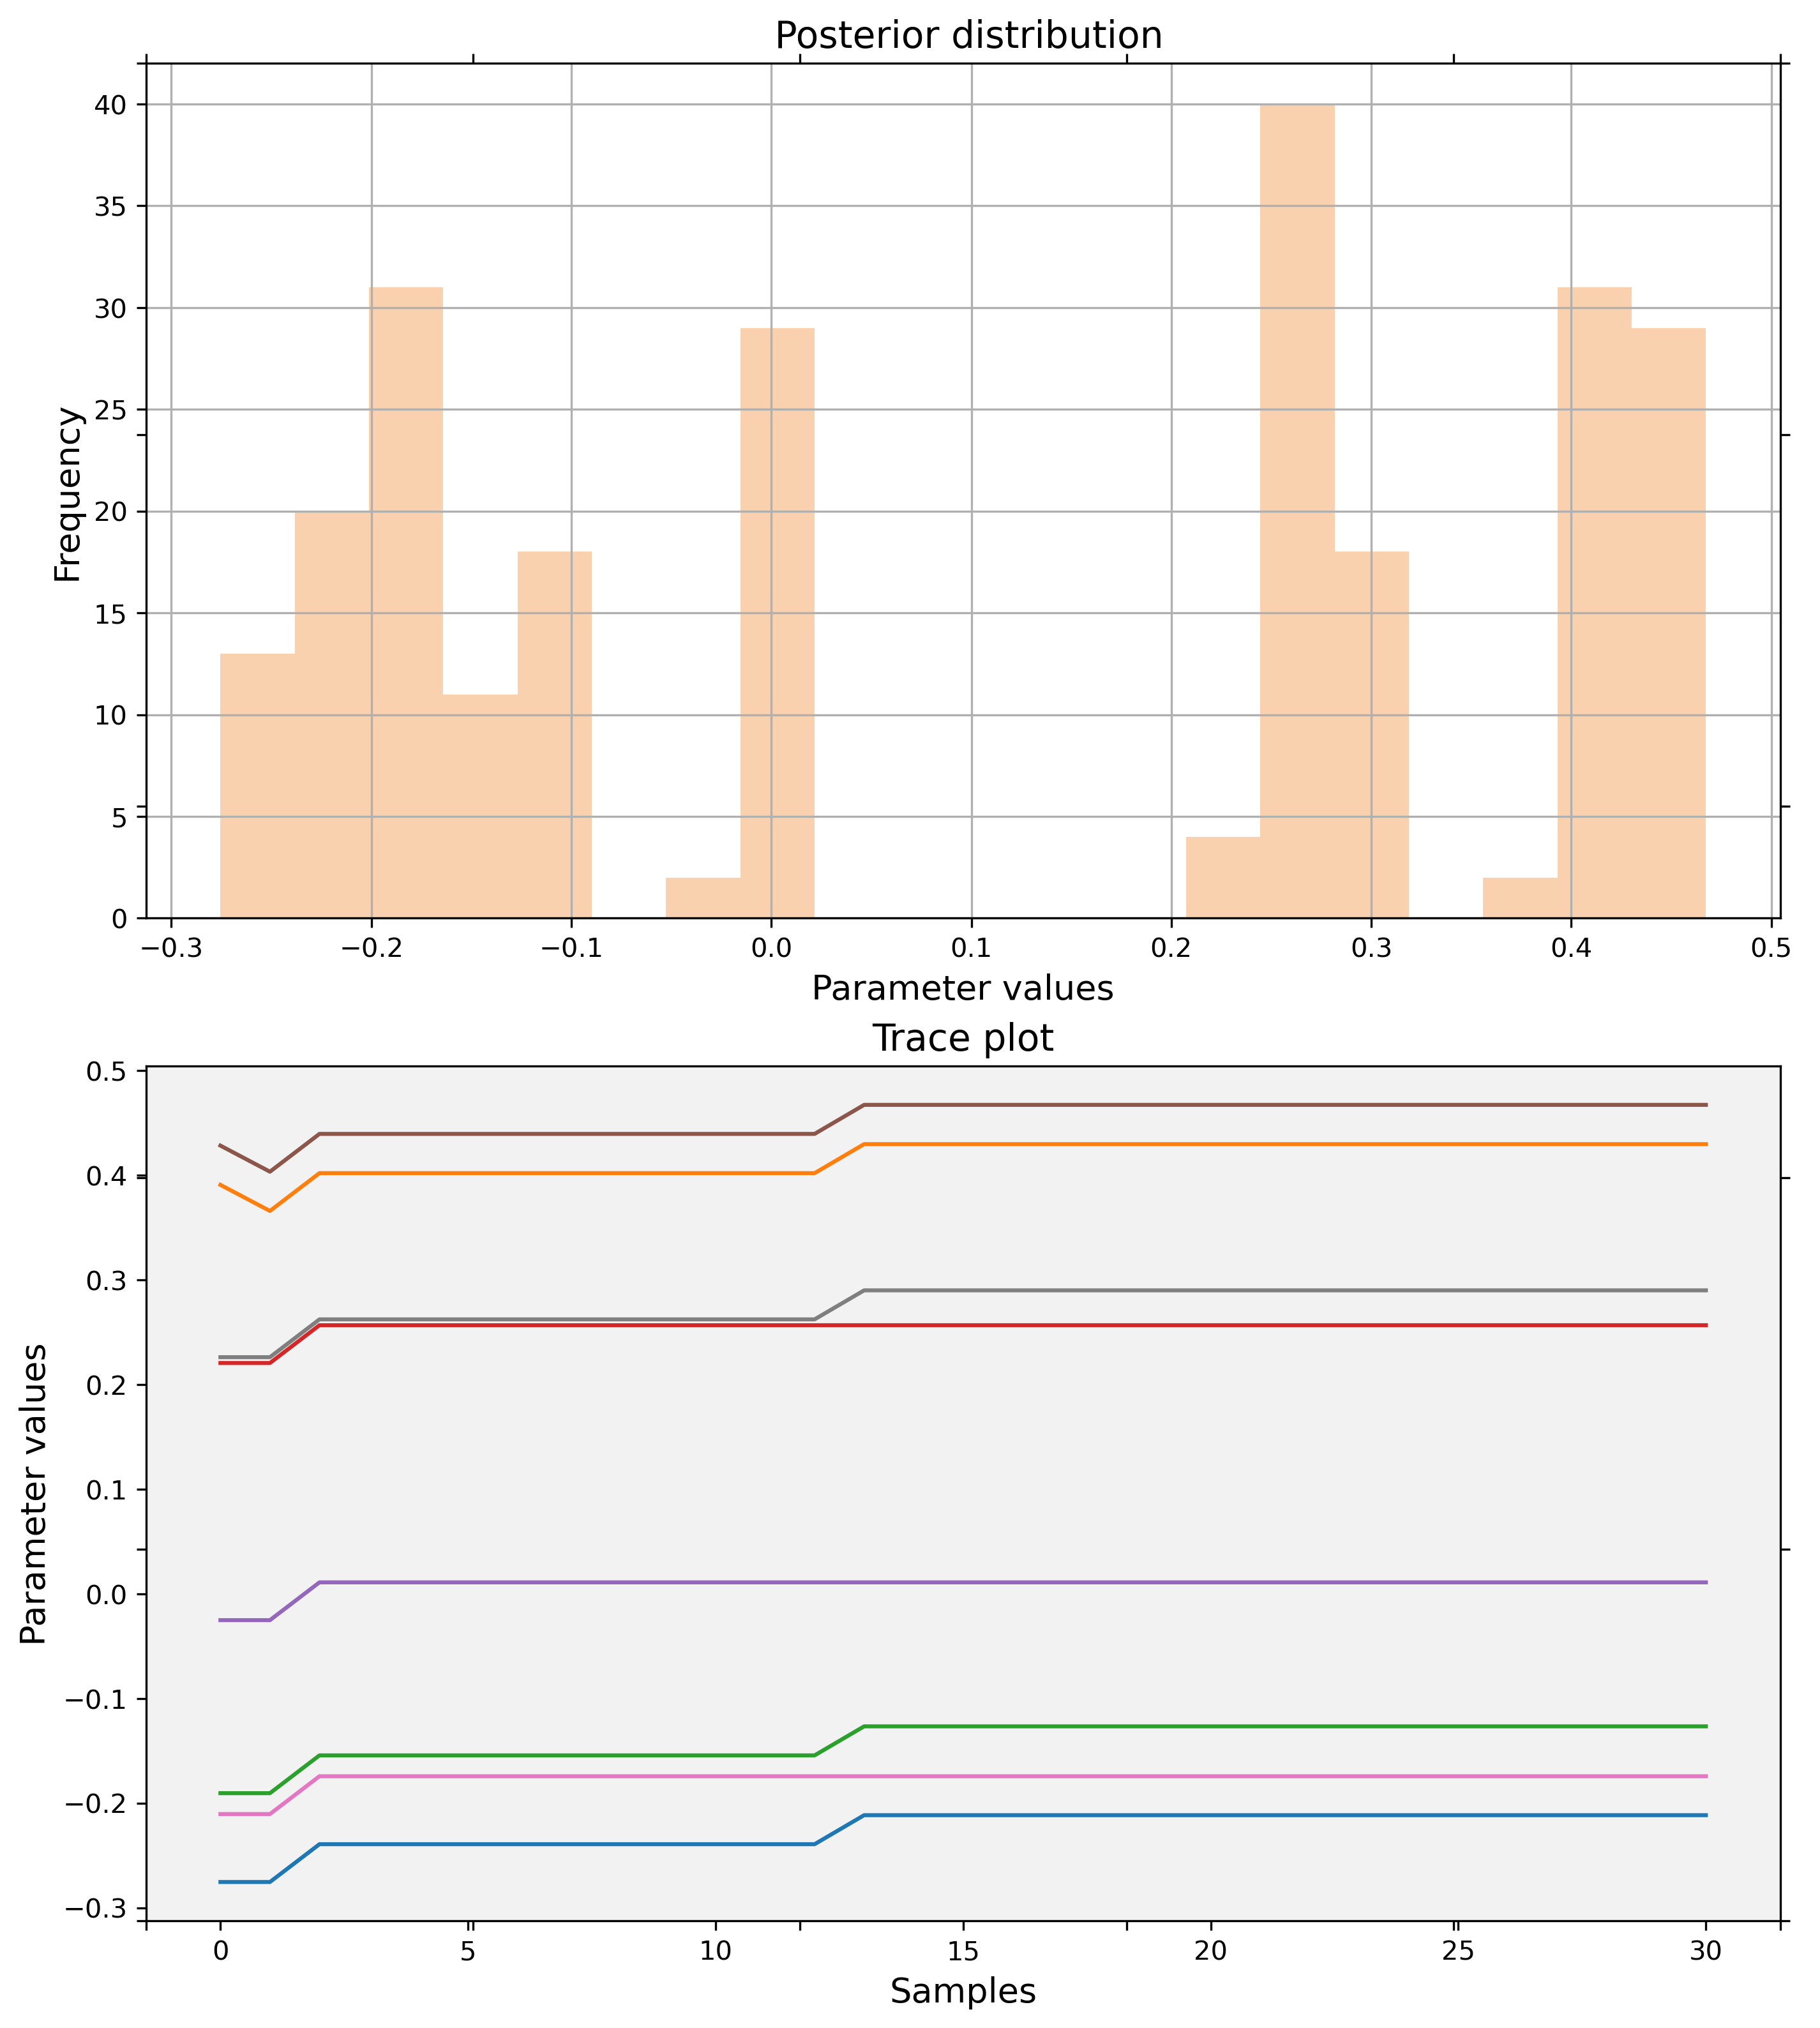 Posterior distribution
40
35
30
25
20
15
10
5
0
Frequency
−0.3 −0.2 −0.1 0.0 0.1 0.2 0.3 0.4 0.5
Parameter values
Trace plot
0.5
0.4
0.3
0.2
0.1
0.0
−0.1
−0.2
−0.3
Parameter values
0 5 10 15 20 25 30
Samples